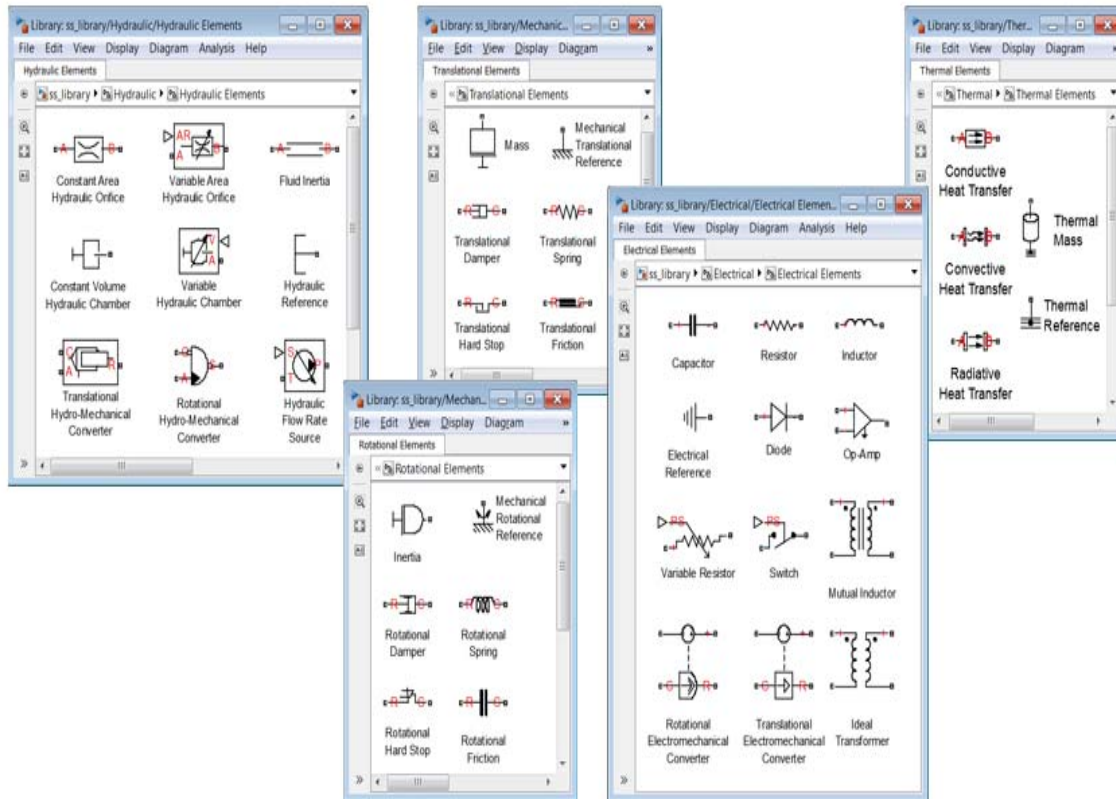 Library: ss_library/Hydraulic/Hydraulic Elements
File Edit View Display Diagram Analysis Help
Hydraulic Elements
ss_library Hydraulic Hydraulic Elements
A B
AR A B
A B
Constant Area
Hydraulic Orifice
Variable Area
Hydraulic Orifice
Fluid Inertia
V A
Constant Volume
Hydraulic Chamber
Variable
Hydraulic Chamber
Hydraulic
Reference
C A R
Q A S
S T P
Translational
Hydro-Mechanical
Converter
Rotational
Hydro-Mechanical
Converter
Hydraulic
Flow Rate
Source
Library: ss_library/Mechanic...
File Edit View Display Diagram »
Translational Elements
« Translational Elements
Mass
Mechanical
Translational
Reference
R C
R C
Translational
Damper
Translational
Spring
R C
R C
Translational
Hard Stop
Translational
Friction
Library: ss_library/Ther...
File Edit View Display Diagram »
Thermal Elements
« Thermal Thermal Elements
A B
Conductive
Heat Transfer
A B
Convective
Heat Transfer
Thermal
Mass
A B
Radiative
Heat Transfer
Thermal
Reference
Library: ss_library/Mechan...
File Edit View Display Diagram »
Rotational Elements
« Rotational Elements
Inertia
Mechanical
Rotational
Reference
R C
R C
Rotational
Damper
Rotational
Spring
R C
R C
Rotational
Hard Stop
Rotational
Friction
Library: ss_library/Electrical/Electrical Elemen...
File Edit View Display Diagram Analysis Help
Electrical Elements
ss_library Electrical Electrical Elements
Capacitor
Resistor
Inductor
Electrical
Reference
Diode
Op-Amp
PS
PS
Variable Resistor
Switch
Mutual Inductor
C R
C R
Rotational
Electromechanical
Converter
Translational
Electromechanical
Converter
Ideal
Transformer